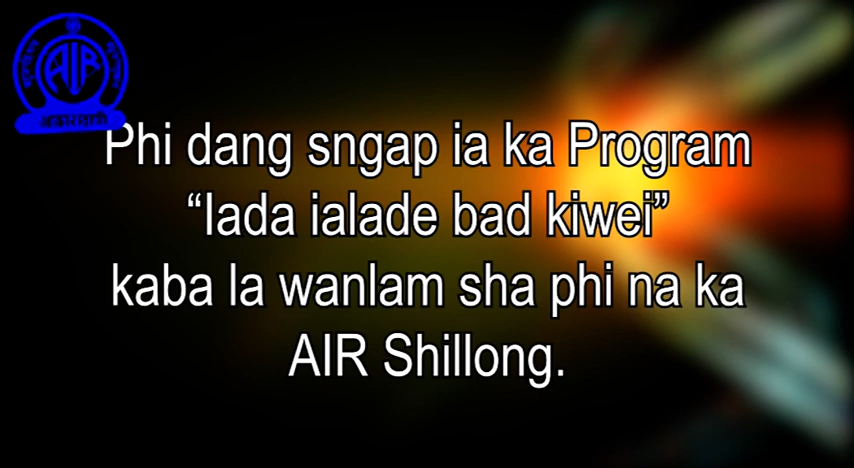 AIR
Phi dang sngap ia ka Program
“Iada ialade bad kiwei”
kaba la wanlam sha phi na ka
AIR Shillong.